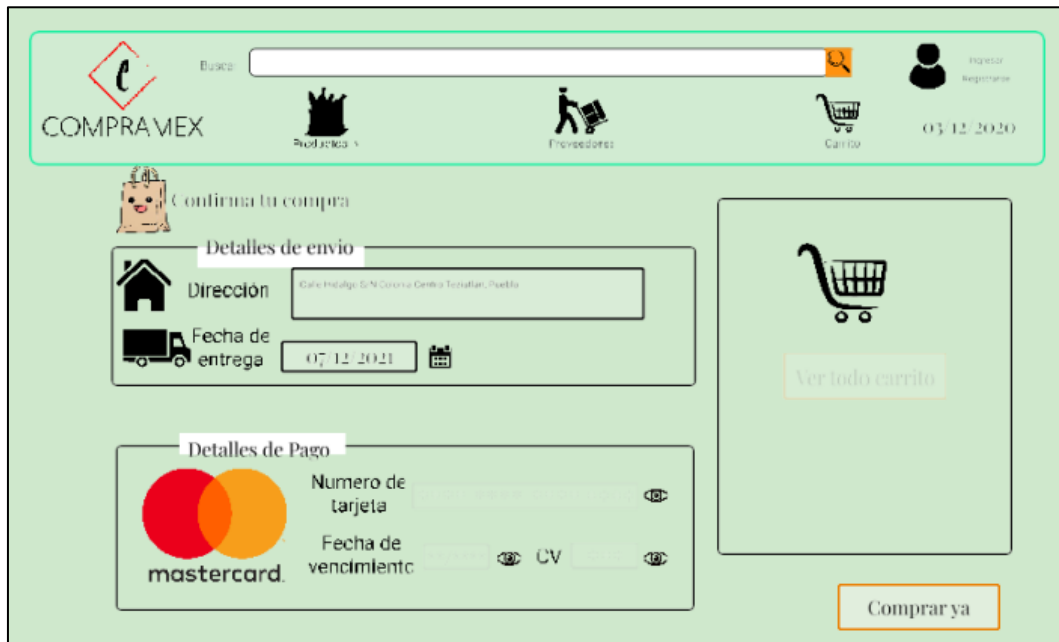 Buscar
Ingresar
Registrarse
C
COMPRAMEX
Productos
Proveedores
Carrito
03/12/2020
Confirma tu compra
Detalles de envio
Dirección
Calle Hidalgo S/N Colonia Centro Teziutlan, Puebla
Fecha de
entrega
07/12/2021
Ver todo carrito
Detalles de Pago
mastercard.
Numero de
tarjeta
Fecha de
vencimiento
CV
Comprar ya